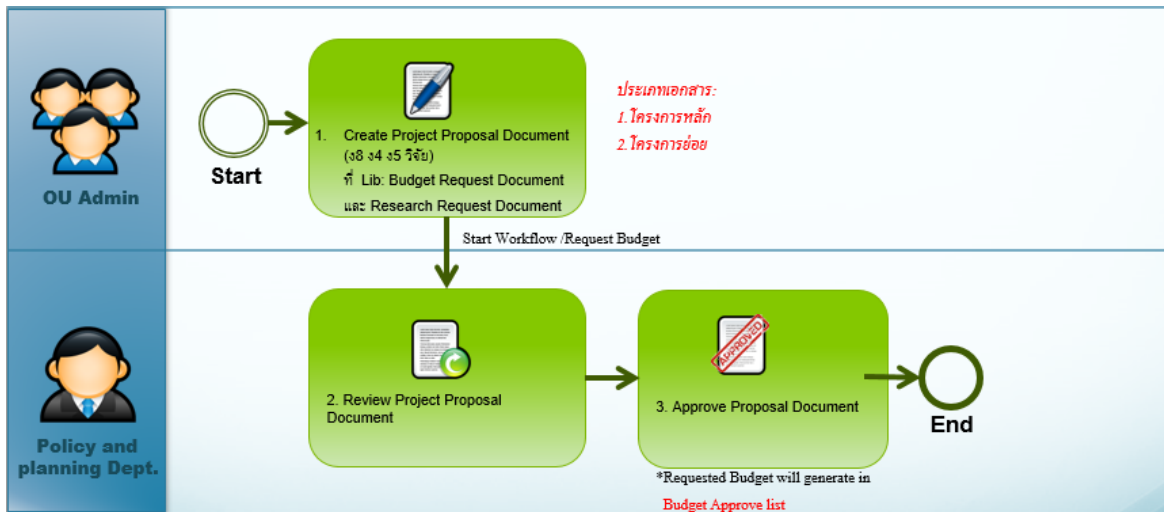 OU Admin
Start
1. Create Project Proposal Document
(ง8 ง4 ง5 วิจัย)
ที่ Lib: Budget Request Document
และ Research Request Document
ประเภทเอกสาร:
1.โครงการหลัก
2.โครงการย่อย
Start Workflow /Request Budget
Policy and
planning Dept.
2. Review Project Proposal
Document
APPROVED
3. Approve Proposal Document
End
*Requested Budget will generate in
Budget Approve list